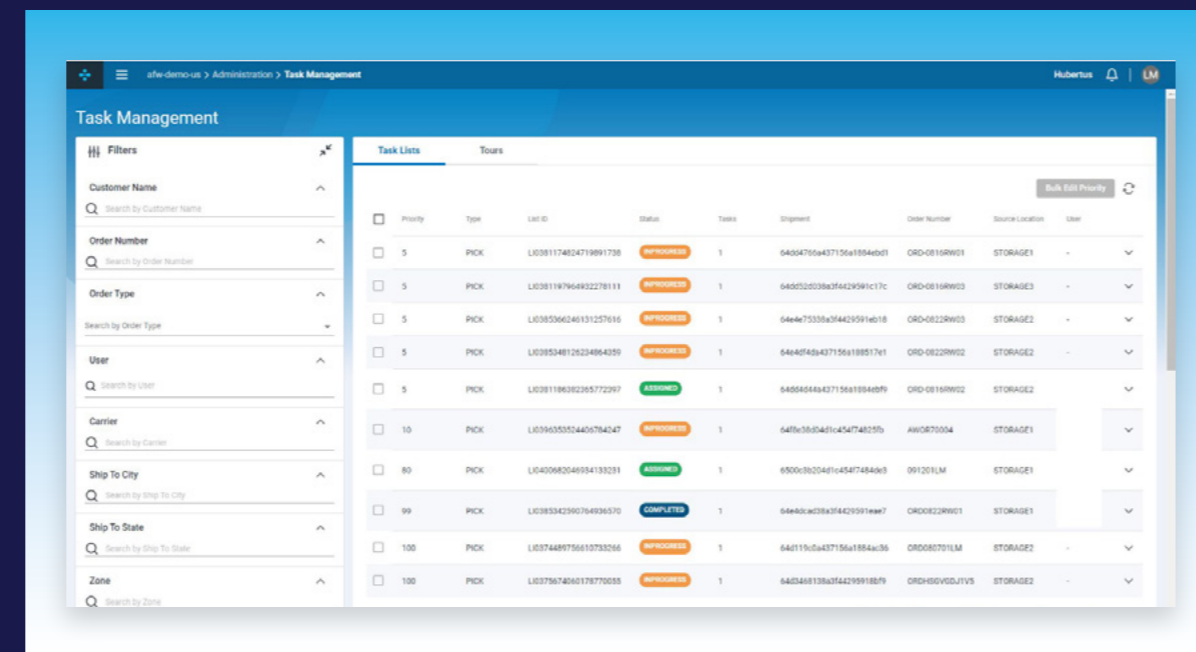 afw-demo-us > Administration > Task Management
Hubertus
LM
Task Management
Filters
Customer Name
Search by Customer Name
Order Number
Search by Order Number
Order Type
Search by Order Type
User
Search by User
Carrier
Search by Carrier
Ship To City
Search by Ship To City
Ship To State
Search by Ship To State
Zone
Search by Zone
Task Lists Tours
Bulk Edit Priority
Priority Type List ID Status Tasks Shipment Order Number Source Location User
5 PICK LI0381174824719891738 INPROGRESS 1 64dd4766a437156a1884ebd1 ORD-0816RW01 STORAGE1 -
5 PICK LI0381197964932278111 INPROGRESS 1 64dd52d038a3f4429591c17c ORD-0816RW03 STORAGE3 -
5 PICK LI0385366246131257616 INPROGRESS 1 64e4e75338a3f4429591eb18 ORD-0822RW03 STORAGE2 -
5 PICK LI0385348126234864359 INPROGRESS 1 64e4df4da437156a188517e1 ORD-0822RW02 STORAGE2 -
5 PICK LI0381186382365772397 ASSIGNED 1 64dd4d44a437156a1884ebf9 ORD-0816RW02 STORAGE2
10 PICK LI0396353524406784247 INPROGRESS 1 64f8e38d04d1c454f74825fb AWOR70004 STORAGE1
80 PICK LI0400682046934133231 ASSIGNED 1 6500c3b204d1c454f7484de3 091201LM STORAGE1
99 PICK LI0385342590764936570 COMPLETED 1 64e4dcad38a3f4429591eae7 ORD0822RW01 STORAGE1
100 PICK LI0374489756610733266 INPROGRESS 1 64d119c0a437156a1884ac36 ORD080701LM STORAGE2 -
100 PICK LI0375674060178770055 INPROGRESS 1 64d3468138a3f44295918bf9 ORDHSGVGDJ1V5 STORAGE2 -